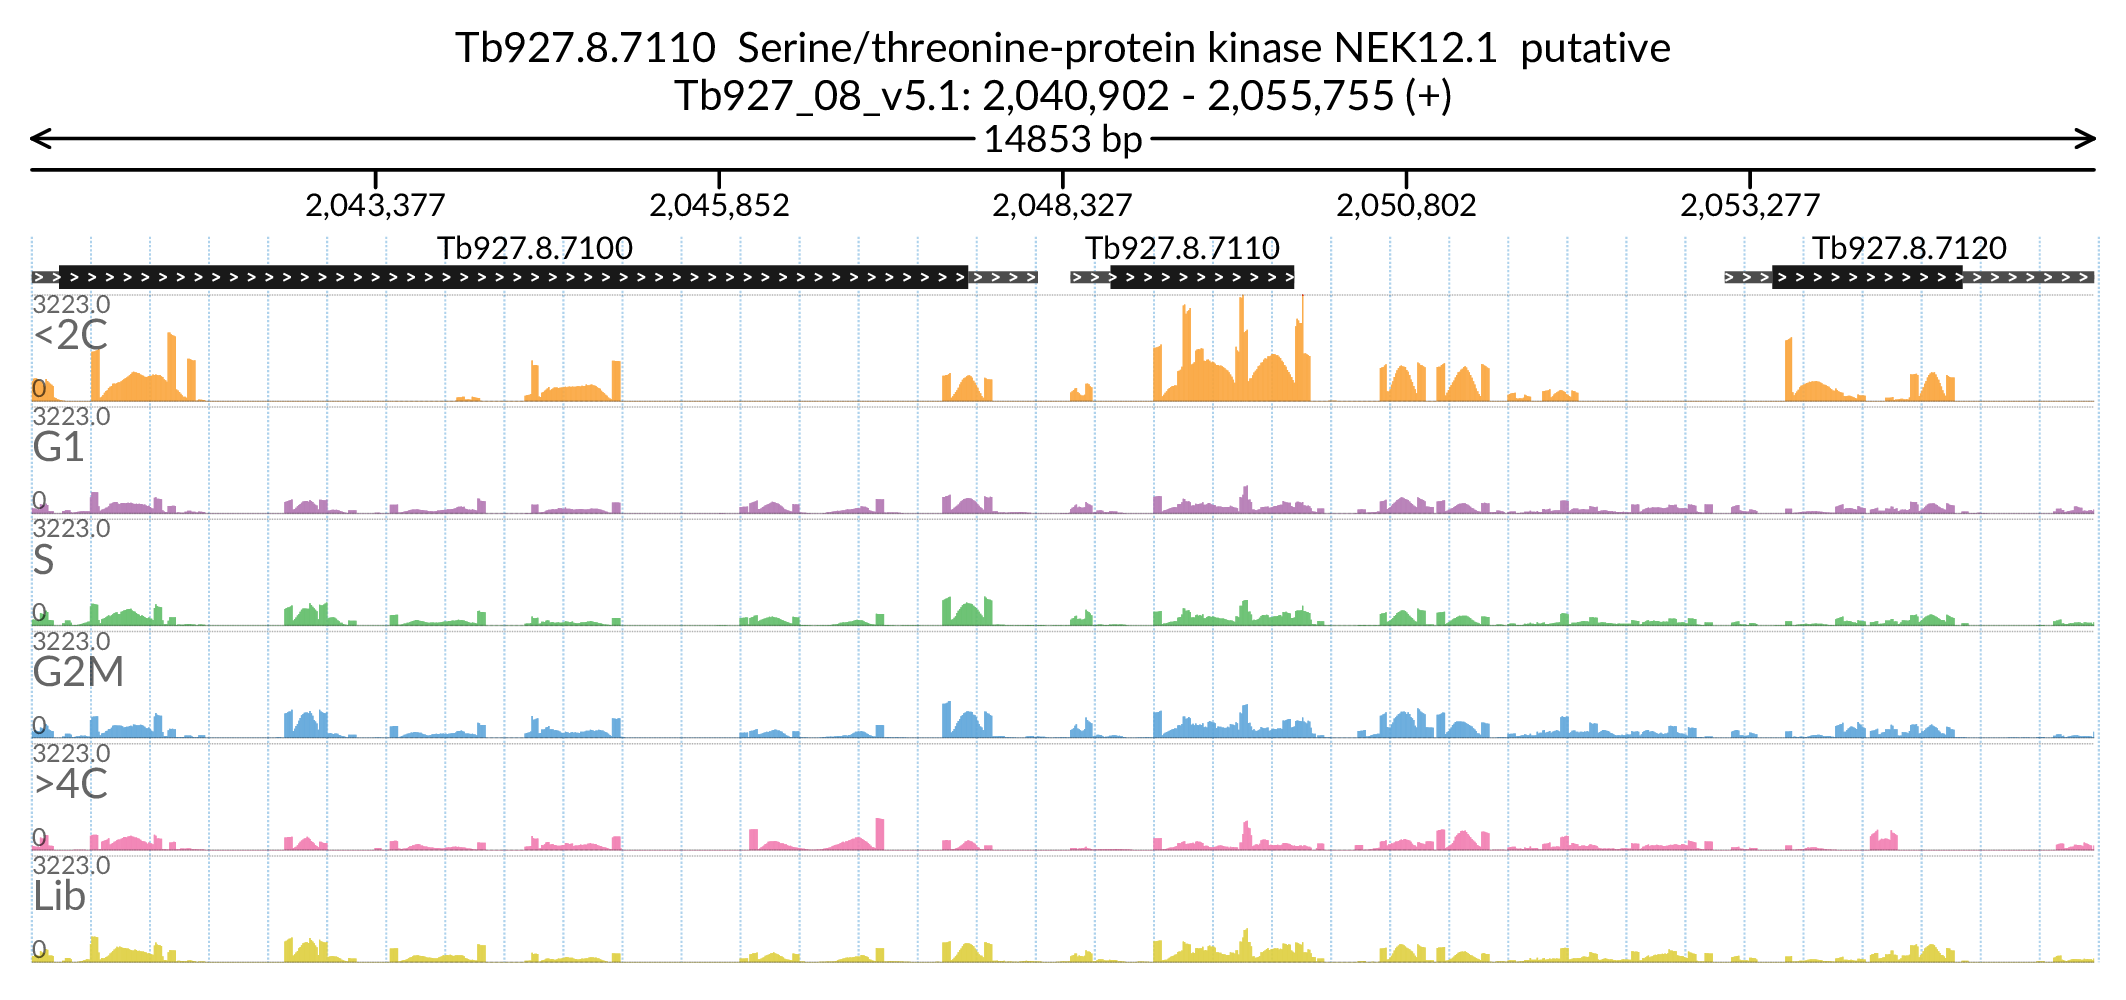 Tb927.8.7110  Serine/threonine-protein kinase NEK12.1  putative
Tb927_08_v5.1: 2,040,902 - 2,055,755 (+)
14853 bp
2,043,377 2,045,852 2,048,327 2,050,802 2,053,277
Tb927.8.7100 Tb927.8.7110 Tb927.8.7120
3223.0
<2C
0
3223.0
G1
0
3223.0
S
0
3223.0
G2M
0
3223.0
>4C
0
3223.0
Lib
0